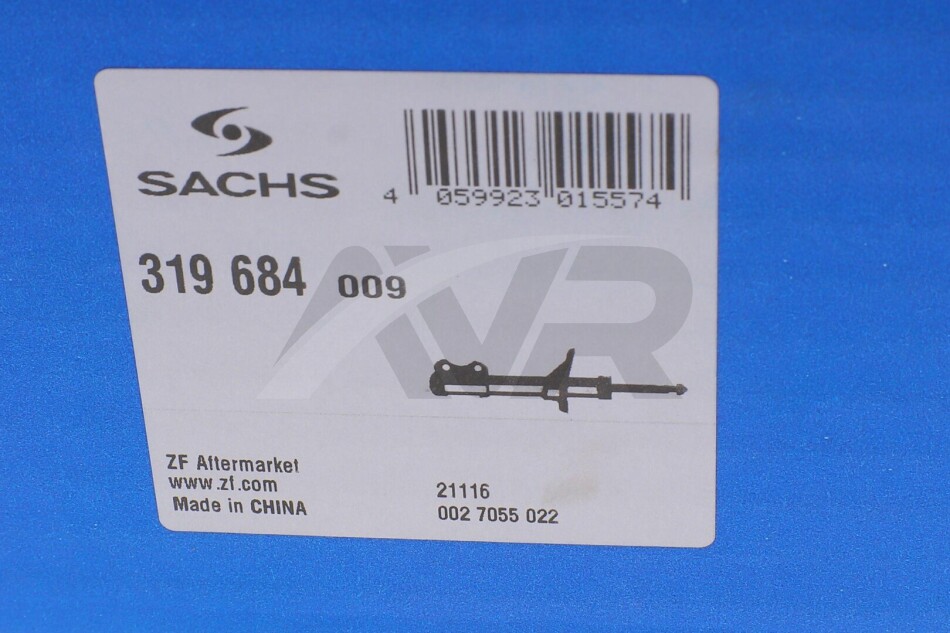 SACHS
4 059923 015574
319 684 009
AVR
ZF Aftermarket
www.zf.com
Made in CHINA
21116
002 7055 022